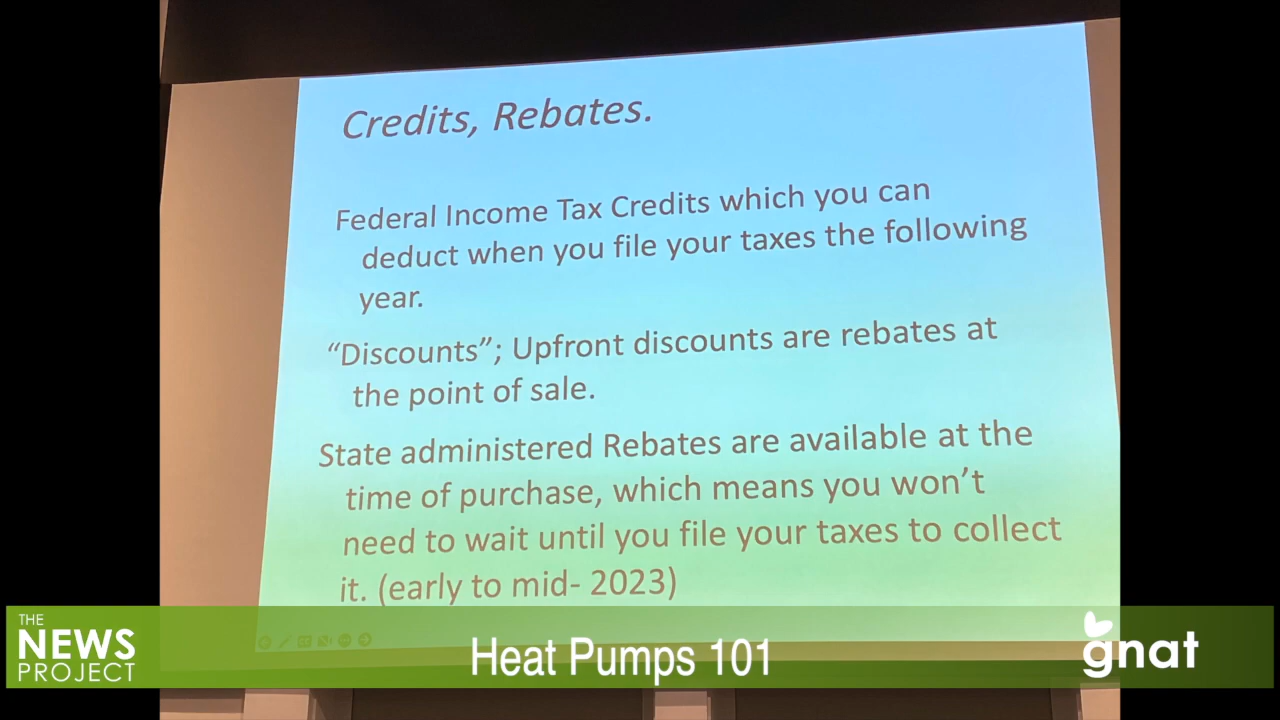 Credits, Rebates.
Federal Income Tax Credits which you can
deduct when you file your taxes the following
year.
“Discounts”; Upfront discounts are rebates at
the point of sale.
State administered Rebates are available at the
time of purchase, which means you won’t
need to wait until you file your taxes to collect
it. (early to mid- 2023)
THE
NEWS
PROJECT
Heat Pumps 101
gnat